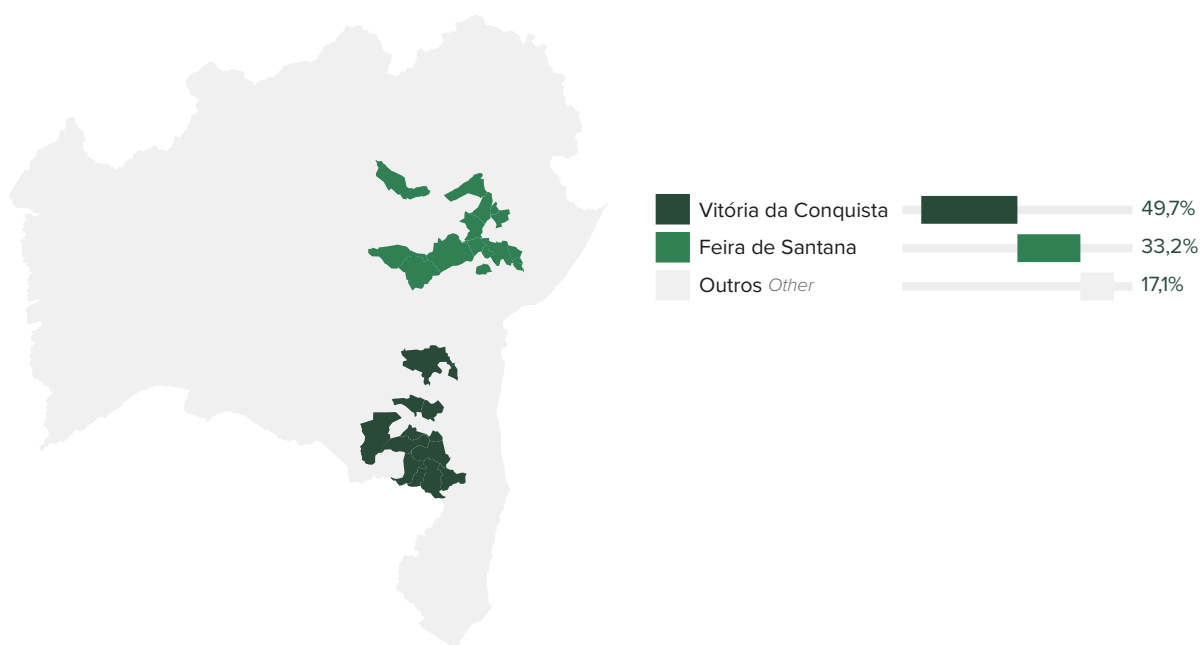 Vitória da Conquista 49,7%
Feira de Santana 33,2%
Outros Other 17,1%